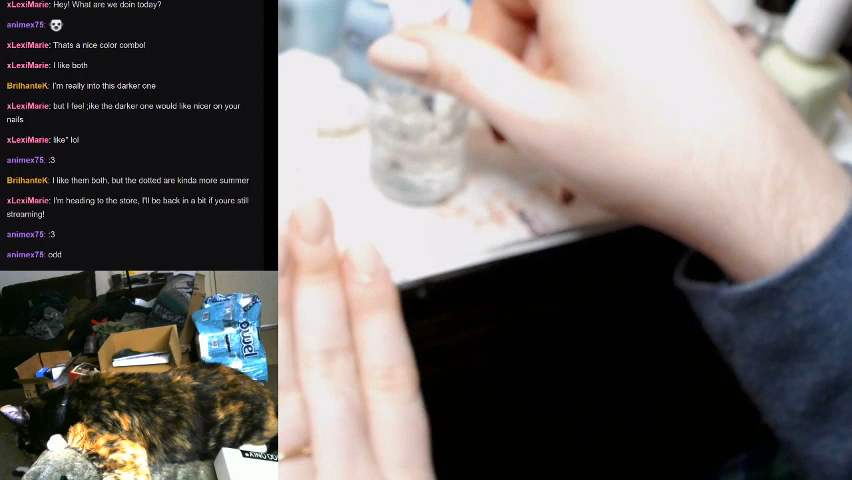 xLexiMarie: Hey! What are we doin today?
animex75:
xLexiMarie: Thats a nice color combo!
xLexiMarie: I like both
BrilhanteK: I'm really into this darker one
xLexiMarie: but I feel ;ike the darker one would like nicer on your
nails
xLexiMarie: like* lol
animex75: :3
BrilhanteK: I like them both, but the dotted are kinda more summer
xLexiMarie: I'm heading to the store, I'll be back in a bit if youre still
streaming!
animex75: :3
animex75: odd